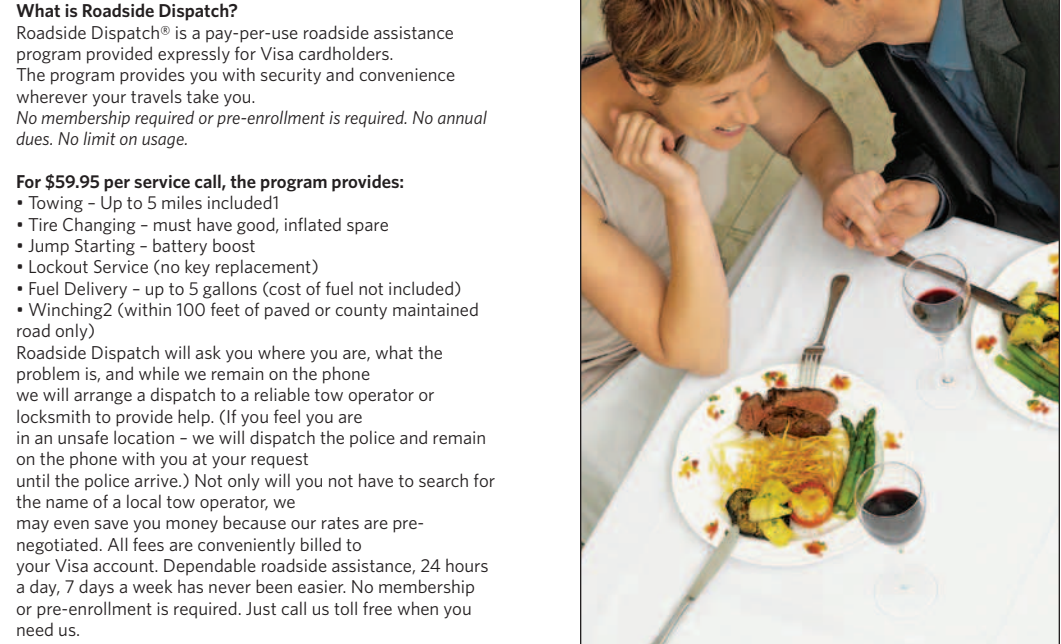 What is Roadside Dispatch?
Roadside Dispatch® is a pay-per-use roadside assistance
program provided expressly for Visa cardholders.
The program provides you with security and convenience
wherever your travels take you.
No membership required or pre-enrollment is required. No annual
dues. No limit on usage.
For $59.95 per service call, the program provides:
• Towing – Up to 5 miles included1
• Tire Changing – must have good, inflated spare
• Jump Starting – battery boost
• Lockout Service (no key replacement)
• Fuel Delivery – up to 5 gallons (cost of fuel not included)
• Winching2 (within 100 feet of paved or county maintained
road only)
Roadside Dispatch will ask you where you are, what the
problem is, and while we remain on the phone
we will arrange a dispatch to a reliable tow operator or
locksmith to provide help. (If you feel you are
in an unsafe location – we will dispatch the police and remain
on the phone with you at your request
until the police arrive.) Not only will you not have to search for
the name of a local tow operator, we
may even save you money because our rates are pre-
negotiated. All fees are conveniently billed to
your Visa account. Dependable roadside assistance, 24 hours
a day, 7 days a week has never been easier. No membership
or pre-enrollment is required. Just call us toll free when you
need us.